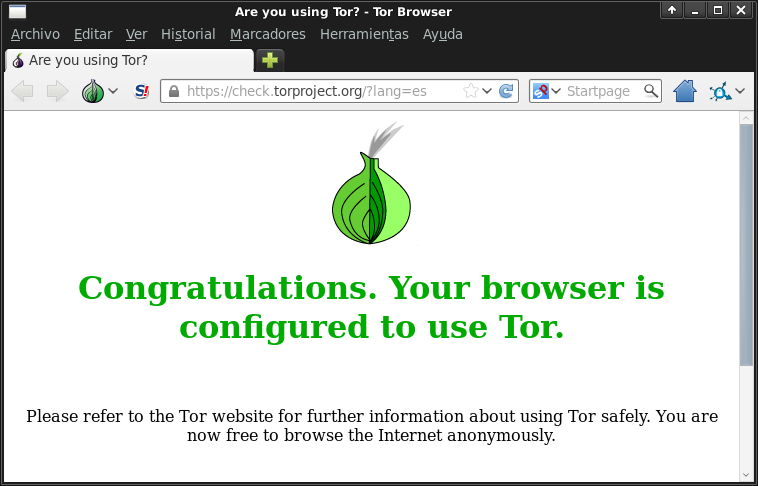 Are you using Tor? - Tor Browser
Archivo Editar Ver Historial Marcadores Herramientas Ayuda
Are you using Tor?
S! https://check.torproject.org/?lang=es Startpage
Congratulations. Your browser is
configured to use Tor.
Please refer to the Tor website for further information about using Tor safely. You are
now free to browse the Internet anonymously.